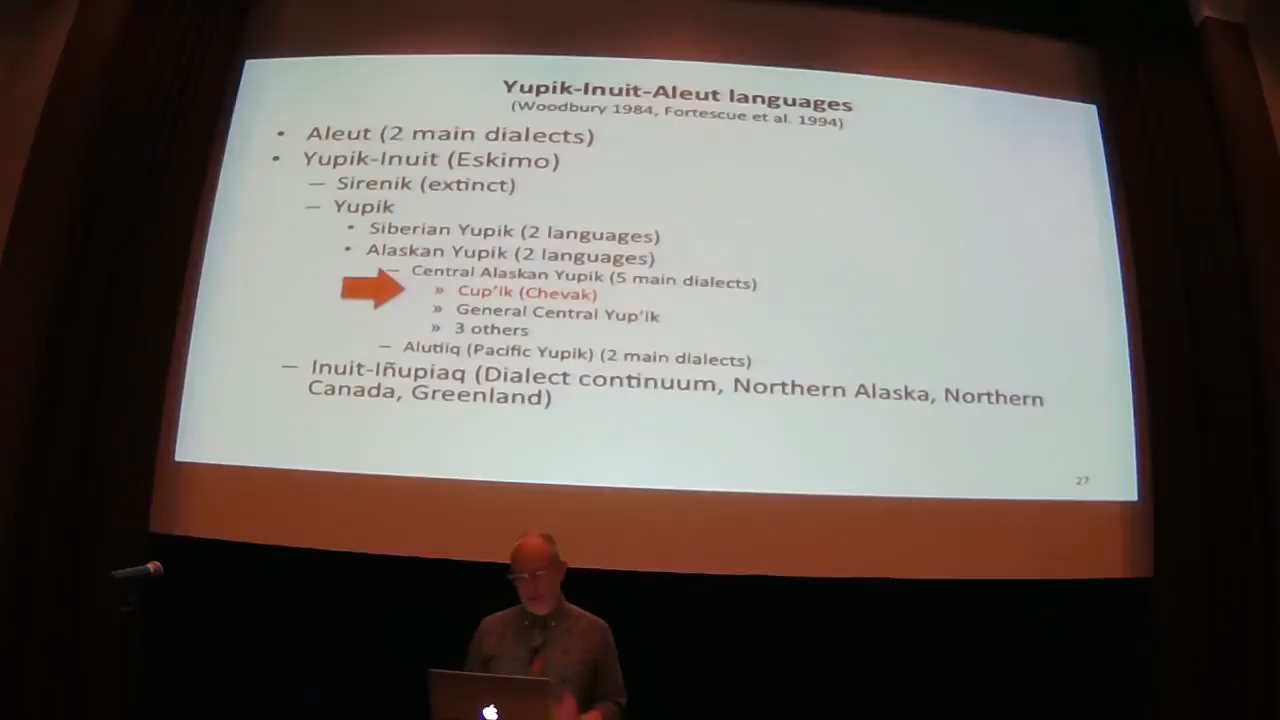 Yupik-Inuit-Aleut languages
(Woodbury 1984, Fortescue et al. 1994)
• Aleut (2 main dialects)
• Yupik-Inuit (Eskimo)
– Sirenik (extinct)
– Yupik
• Siberian Yupik (2 languages)
• Alaskan Yupik (2 languages)
– Central Alaskan Yupik (5 main dialects)
» Cup'ik (Chevak)
» General Central Yup'ik
» 3 others
– Alutiiq (Pacific Yupik) (2 main dialects)
– Inuit-Iñupiaq (Dialect continuum, Northern Alaska, Northern
Canada, Greenland)
27